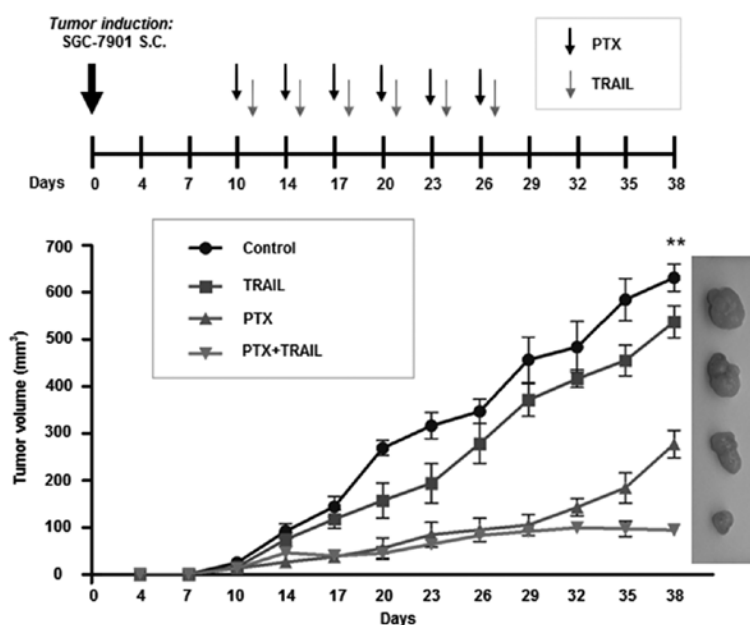 Tumor induction:
SGC-7901 S.C.
PTX
TRAIL
Days 0 4 7 10 14 17 20 23 26 29 32 35 38
Control
TRAIL
PTX
PTX+TRAIL
**
Tumor volume (mm³)
700
600
500
400
300
200
100
0
0 4 7 10 14 17 20 23 26 29 32 35 38
Days